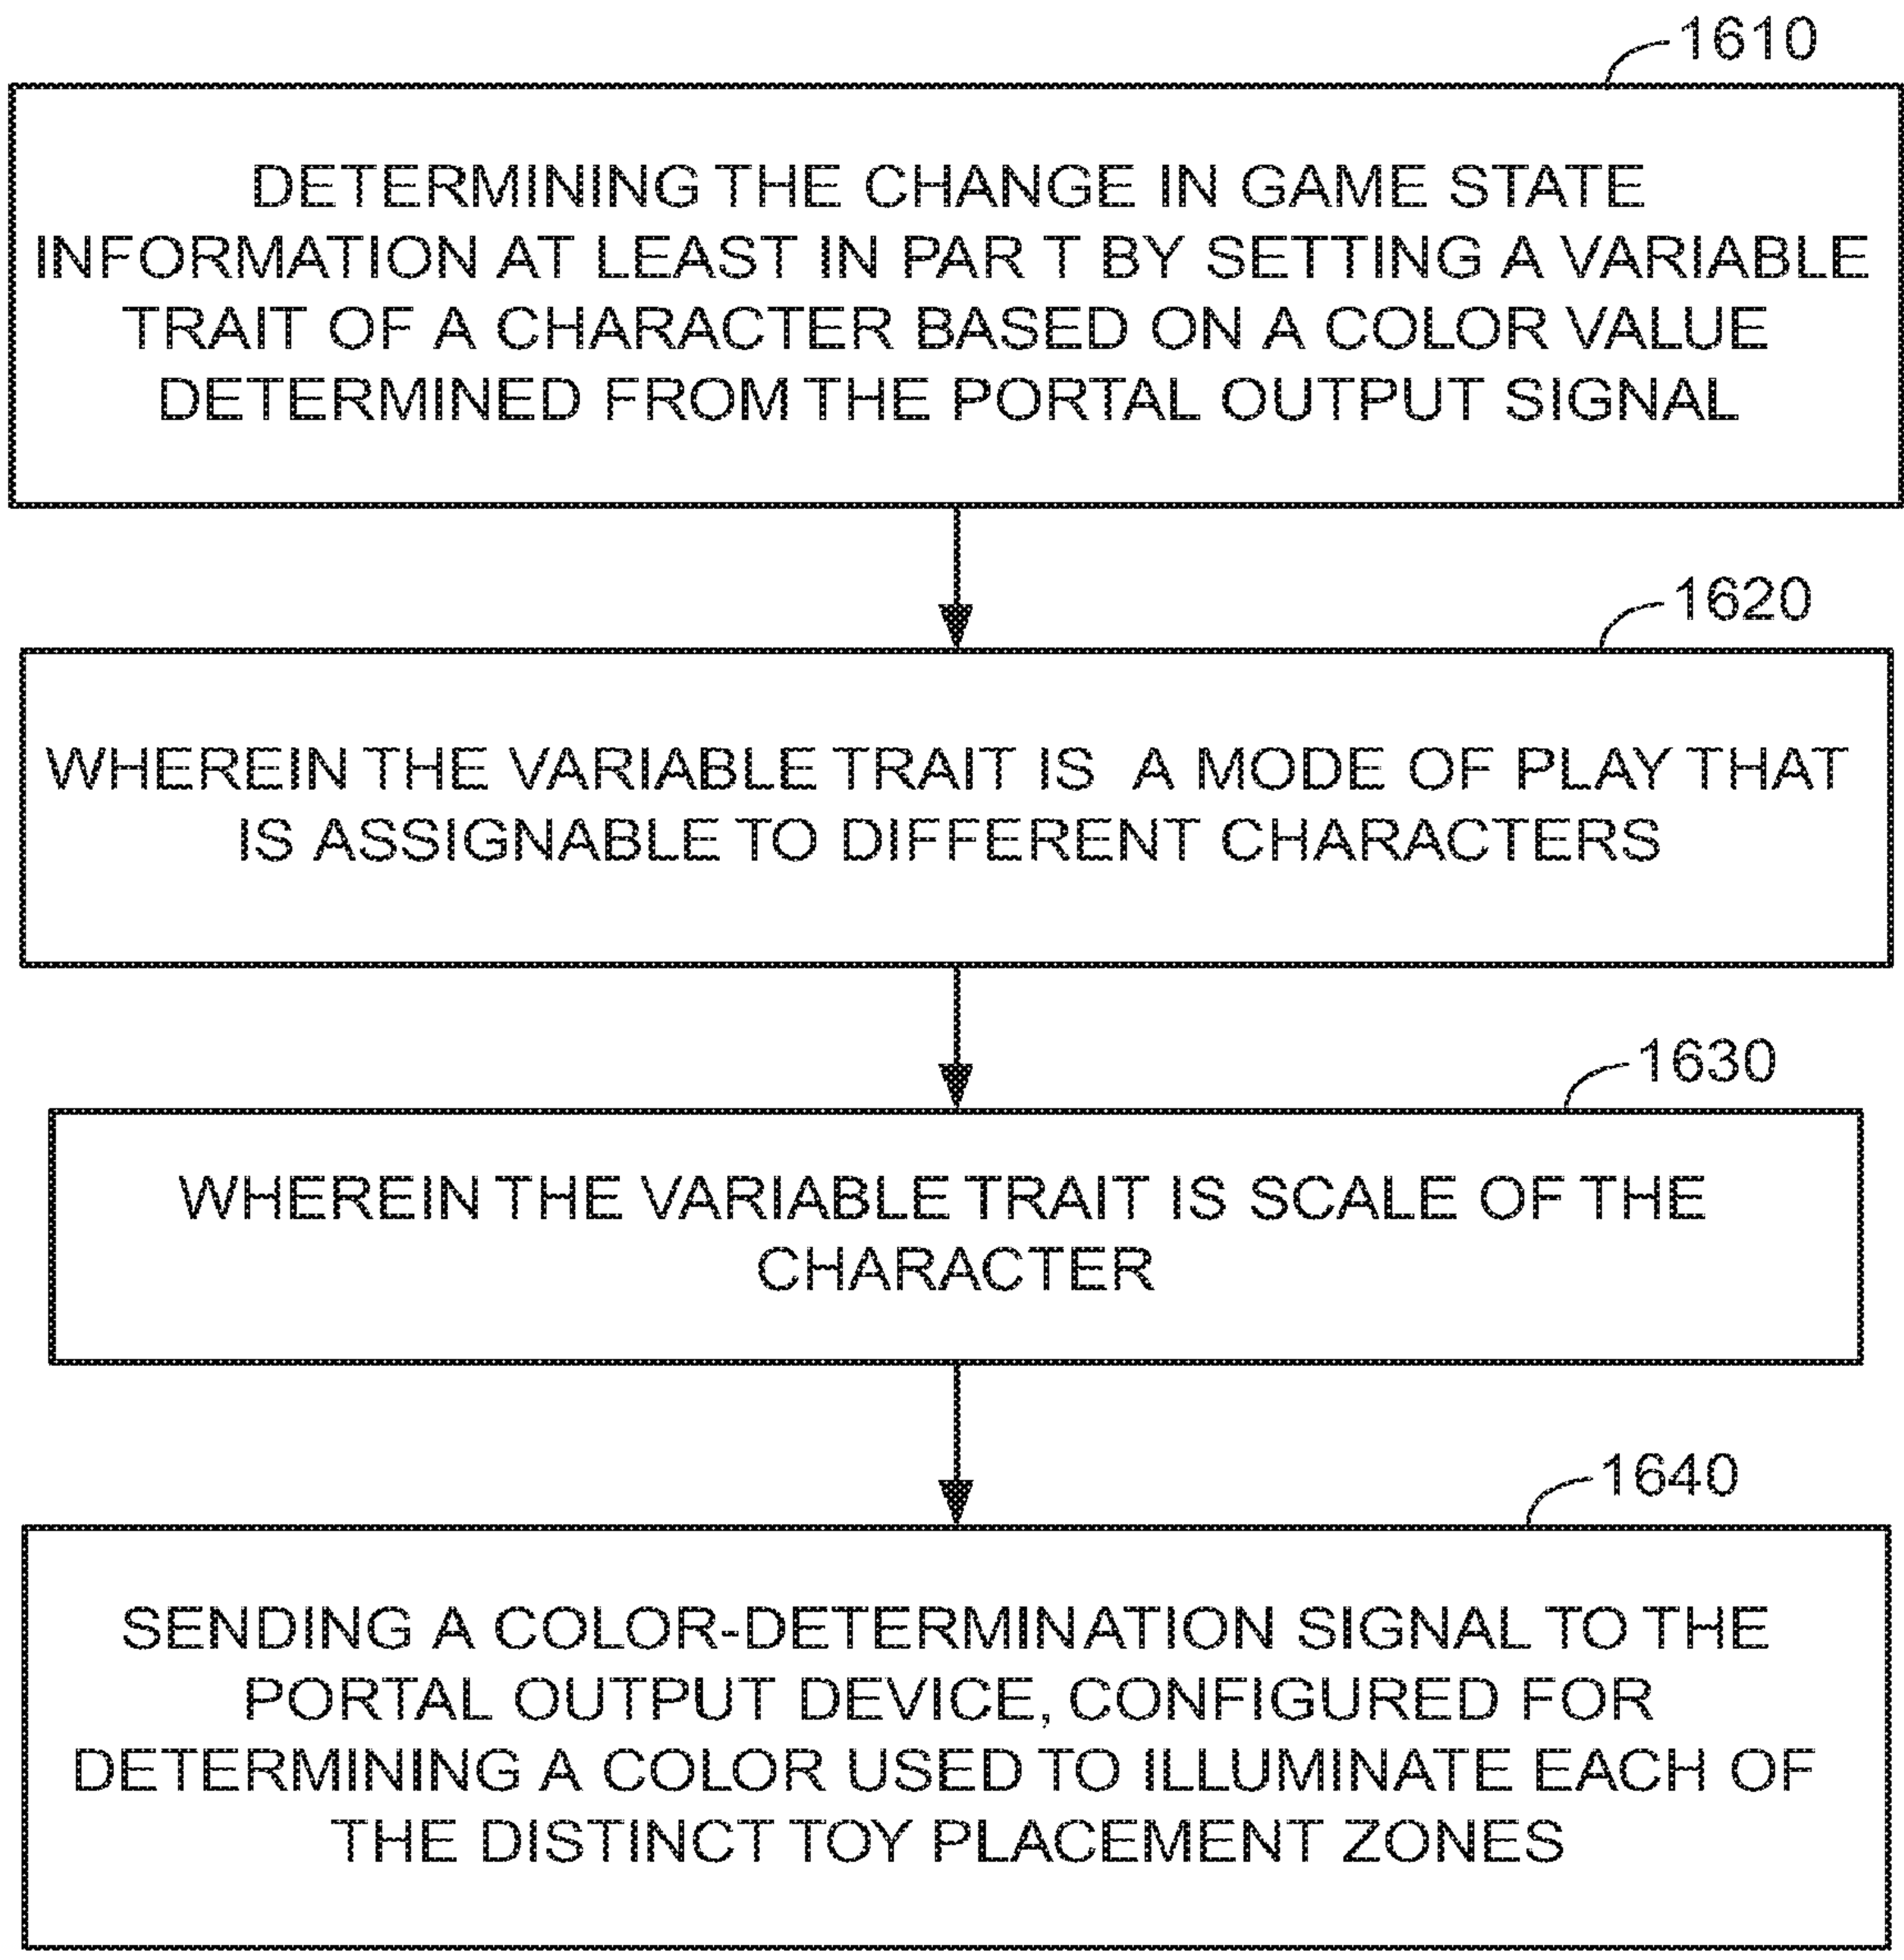 1610
DETERMINING THE CHANGE IN GAME STATE
INFORMATION AT LEAST IN PAR T BY SETTING A VARIABLE
TRAIT OF A CHARACTER BASED ON A COLOR VALUE
DETERMINED FROM THE PORTAL OUTPUT SIGNAL
1620
WHEREIN THE VARIABLE TRAIT IS  A MODE OF PLAY THAT
IS ASSIGNABLE TO DIFFERENT CHARACTERS
1630
WHEREIN THE VARIABLE TRAIT IS SCALE OF THE
CHARACTER
1640
SENDING A COLOR-DETERMINATION SIGNAL TO THE
PORTAL OUTPUT DEVICE, CONFIGURED FOR
DETERMINING A COLOR USED TO ILLUMINATE EACH OF
THE DISTINCT TOY PLACEMENT ZONES